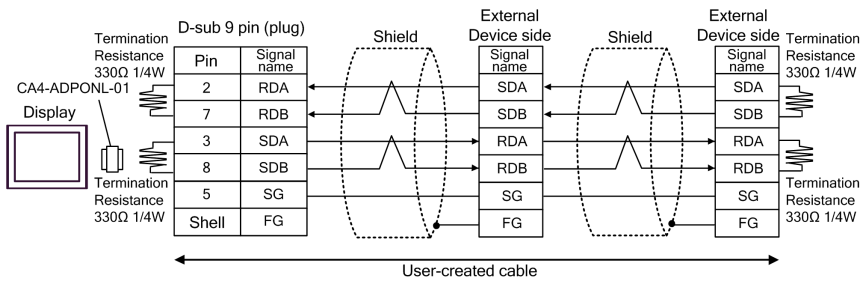 D-sub 9 pin (plug)
External
Device side
External
Device side
Termination
Resistance
330Ω 1/4W
Shield
Shield
Termination
Resistance
330Ω 1/4W
CA4-ADPONL-01
Display
Pin
Signal
name
Signal
name
Signal
name
2
RDA
SDA
SDA
7
RDB
SDB
SDB
3
SDA
RDA
RDA
8
SDB
RDB
RDB
5
SG
SG
SG
Shell
FG
FG
FG
Termination
Resistance
330Ω 1/4W
Termination
Resistance
330Ω 1/4W
User-created cable